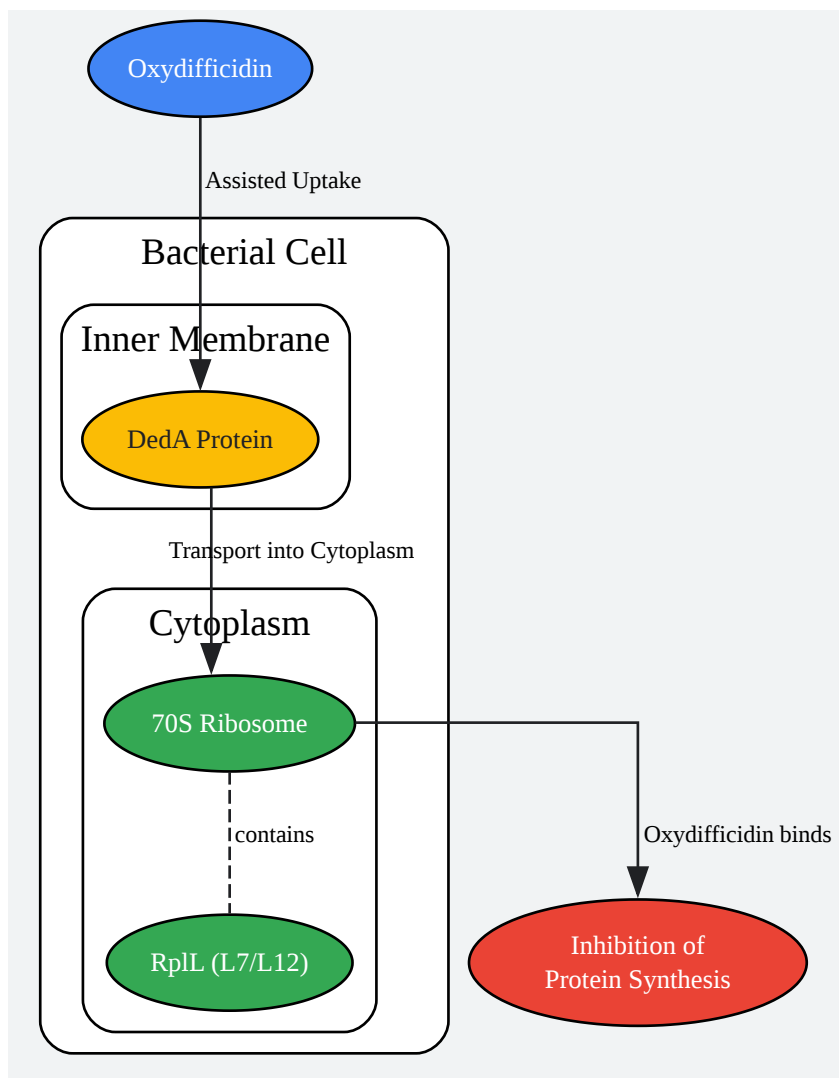 Oxydifficidin
Assisted Uptake
Bacterial Cell
Inner Membrane
DedA Protein
Transport into Cytoplasm
Cytoplasm
70S Ribosome
contains
Oxydifficidin binds
RplL (L7/L12)
Inhibition of
Protein Synthesis